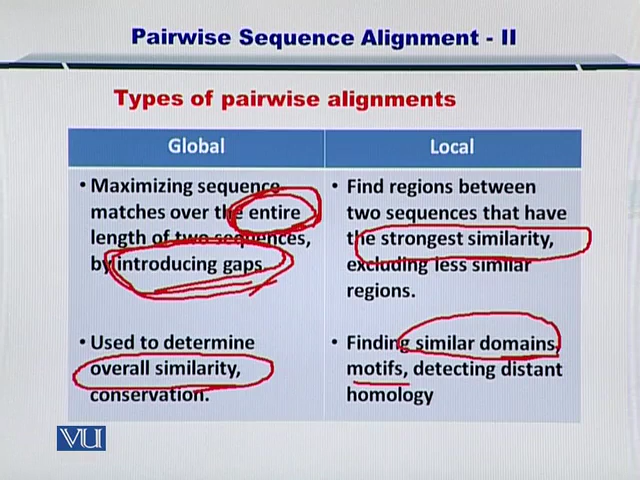 Pairwise Sequence Alignment - II
Types of pairwise alignments
Global
Local
• Maximizing sequence
matches over the entire
length of two sequences,
by introducing gaps.
• Used to determine
overall similarity,
conservation.
• Find regions between
two sequences that have
the strongest similarity,
excluding less similar
regions.
• Finding similar domains,
motifs, detecting distant
homology
VU